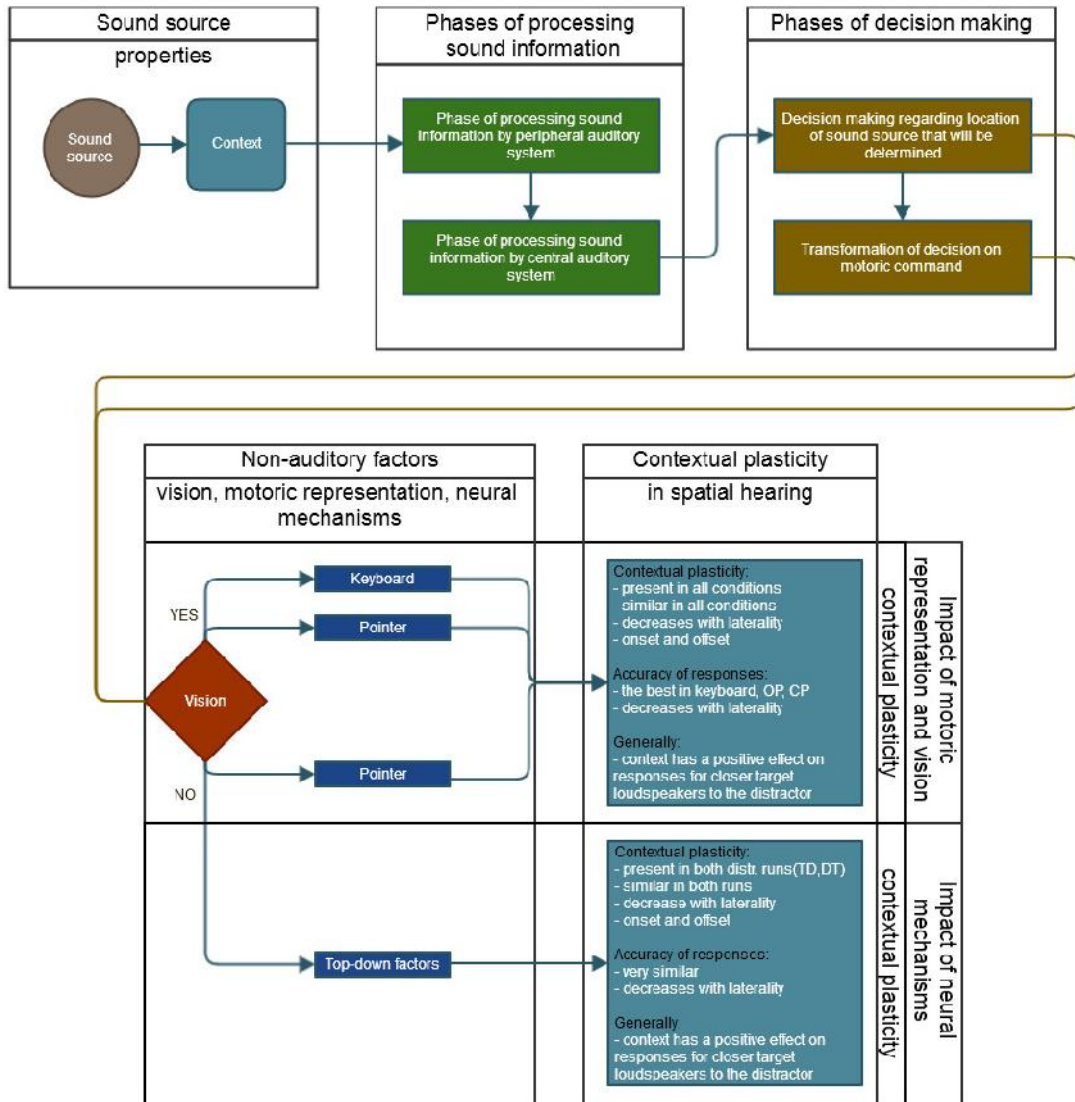 Sound source
properties
Sound
source
Context
Phases of processing
sound information
Phase of processing sound
information by peripheral auditory
system
Phase of processing sound
information by central auditory
system
Phases of decision making
Decision making regarding location
of sound source that will be
determined
Transformation of decision on
motoric command
Non-auditory factors
vision, motoric representation, neural
mechanisms
Contextual plasticity
in spatial hearing
YES
Vision
NO
Keyboard
Pointer
Pointer
Contextual plasticity:
- present in all conditions
similar in all conditions
- decreases with laterality
- onset and offset
Accuracy of responses:
- the best in keyboard, OP, CP
- decreases with laterality
Generally:
- context has a positive effect on
responses for closer target
loudspeakers to the distractor
Impact of motoric
representation and vision
contextual plasticity
Top-down factors
Contextual plasticity:
- present in both distr. runs(TD,DT)
- similar in both runs
- decrease with laterality
- onset and offset
Accuracy of responses:
- very similar
- decreases with laterality
Generally
- context has a positive effect on
responses for closer target
loudspeakers to the distractor
Impact of neural
mechanisms
contextual plasticity